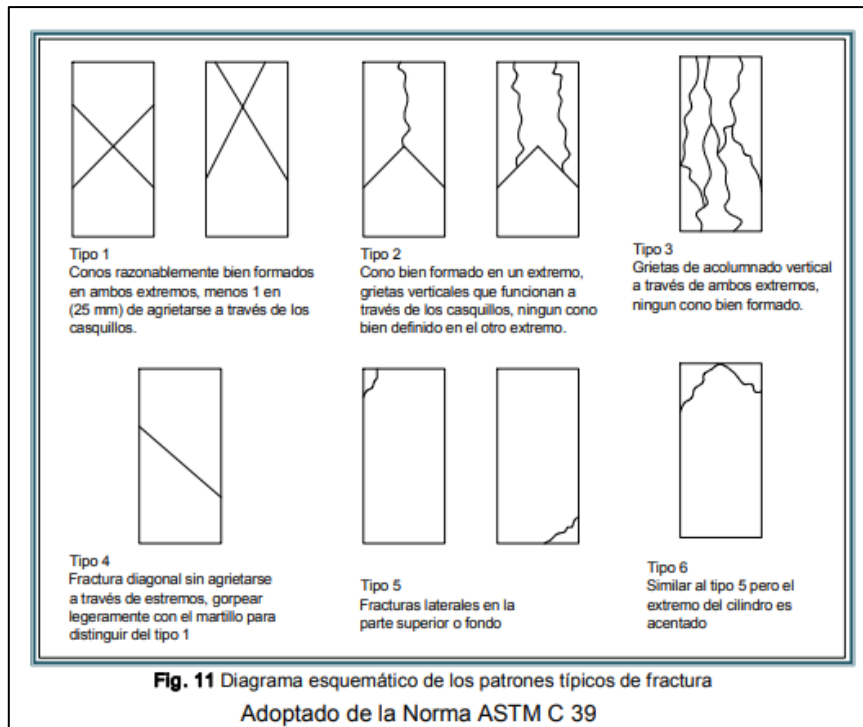 Tipo 1
Conos razonablemente bien formados
en ambos extremos, menos 1 en
(25 mm) de agrietarse a través de los
casquillos.
Tipo 2
Cono bien formado en un extremo,
grietas verticales que funcionan a
través de los casquillos, ningun cono
bien definido en el otro extremo.
Tipo 3
Grietas de acolumnado vertical
a través de ambos extremos,
ningun cono bien formado.
Tipo 4
Fractura diagonal sin agrietarse
a través de estremos, gorpear
legeramente con el martillo para
distinguir del tipo 1
Tipo 5
Fracturas laterales en la
parte superior o fondo
Tipo 6
Similar al tipo 5 pero el
extremo del cilindro es
acentado
Fig. 11 Diagrama esquemático de los patrones típicos de fractura
Adoptado de la Norma ASTM C 39